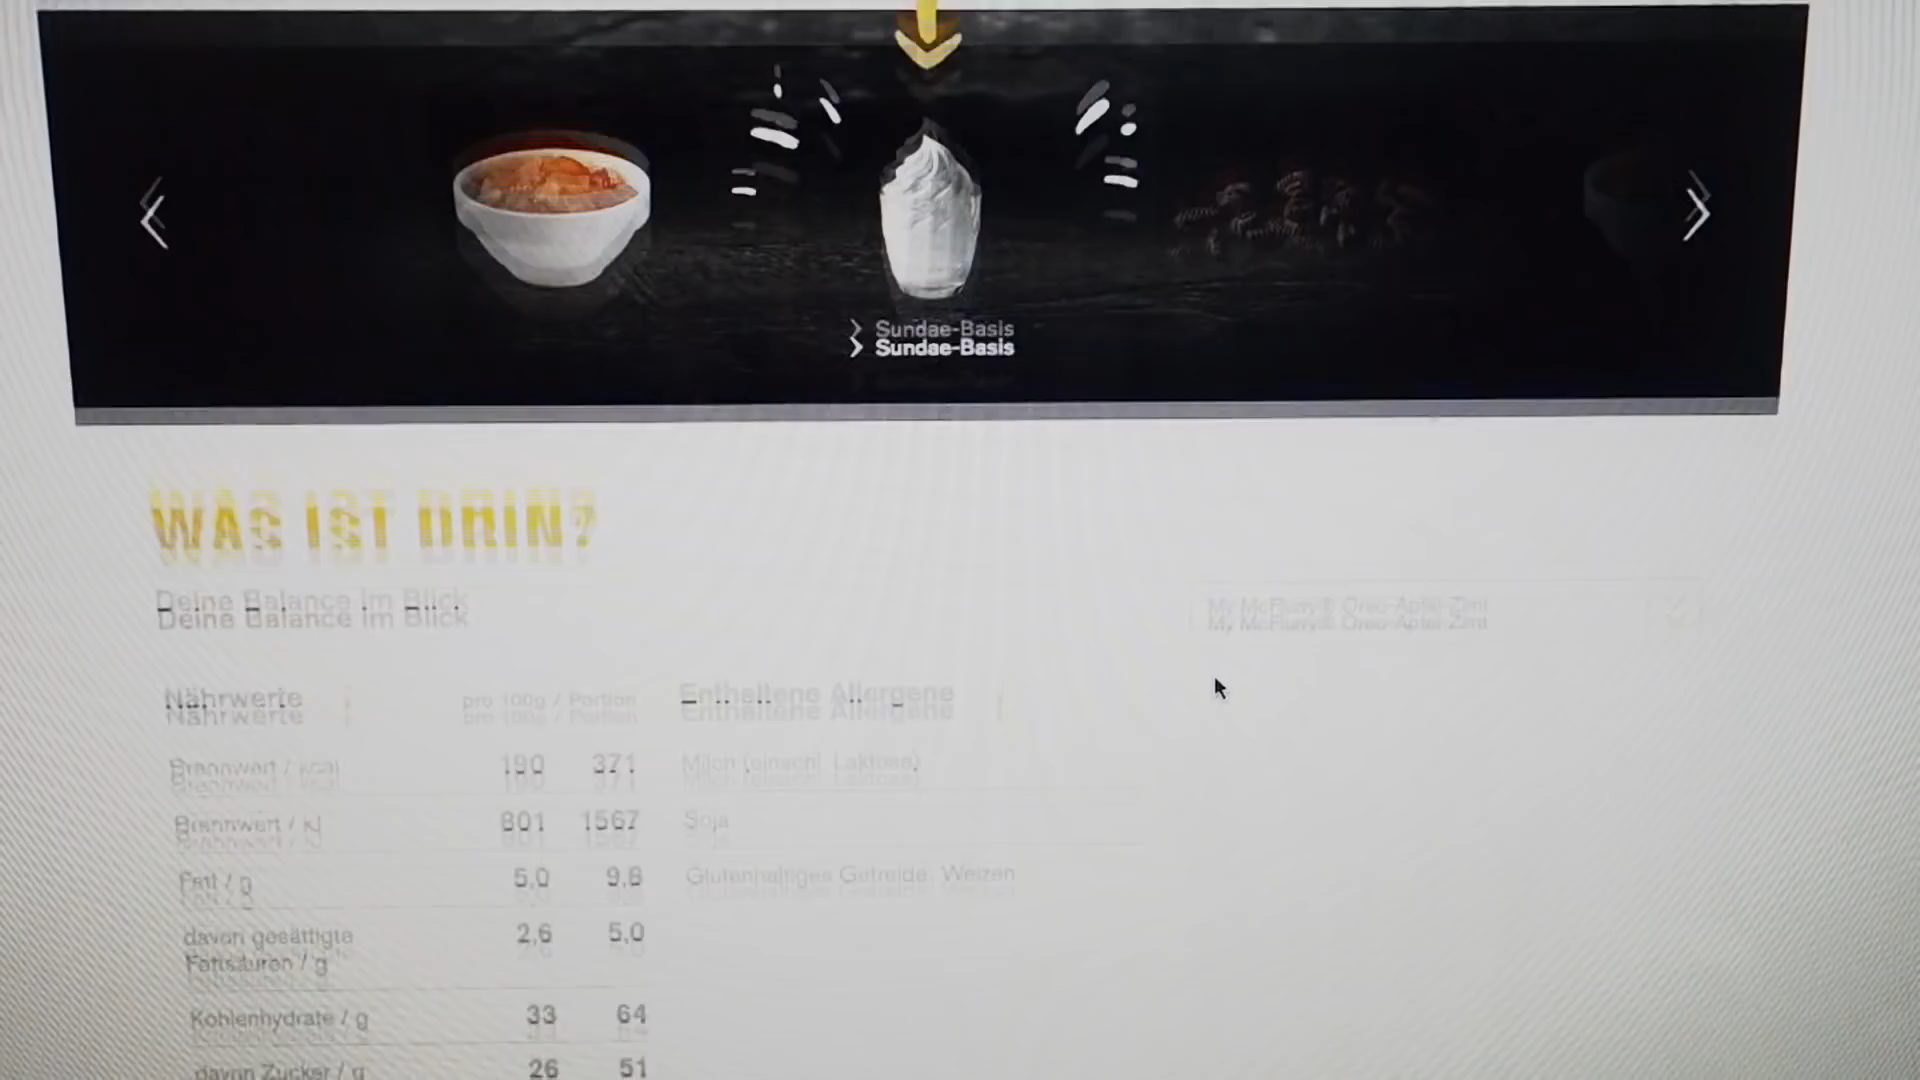 Sundae-Basis
WAS IST DRIN?
Deine Balance im Blick
My McFlurry® Oreo-Apfel-Zimt
Nährwerte pro 100g / Portion Enthaltene Allergene
Brennwert / kcal 190 371 Milch (einschl. Laktose)
Brennwert / kJ 801 1567 Soja
Fett / g 5,0 9,8 Glutenhaltiges Getreide: Weizen
davon gesättigte 2,6 5,0
Fettsäuren / g
Kohlenhydrate / g 33 64
davon Zucker / g 26 51